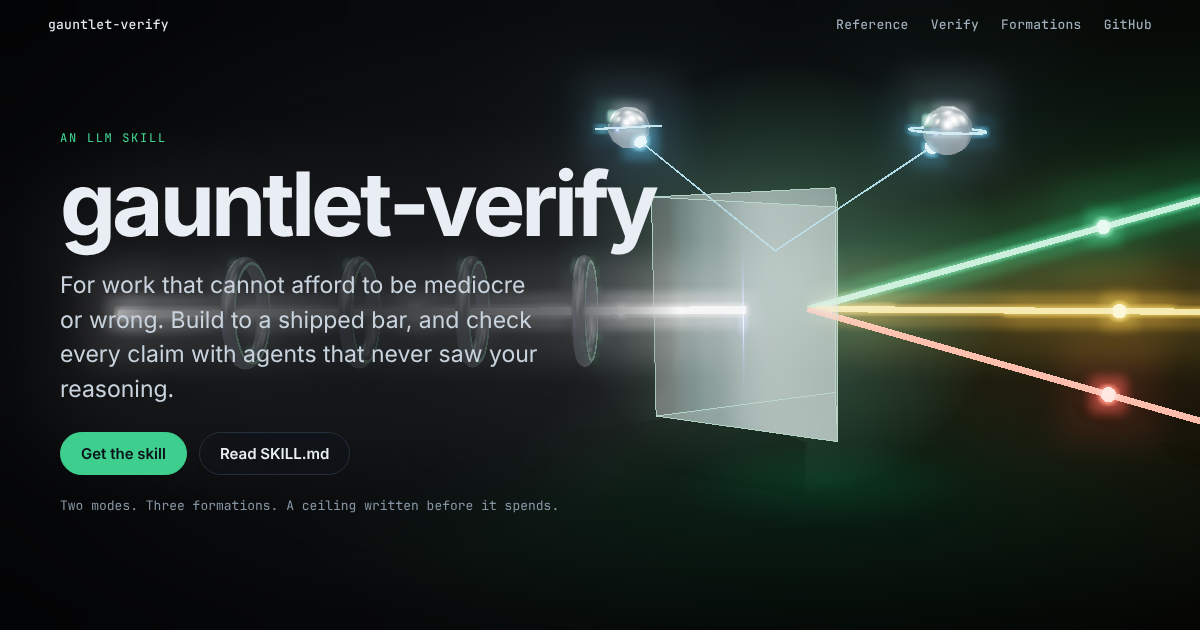 gauntlet-verify
Reference Verify Formations GitHub
AN LLM SKILL
gauntlet-verify
For work that cannot afford to be mediocre
or wrong. Build to a shipped bar, and check
every claim with agents that never saw your
reasoning.
Get the skill Read SKILL.md
Two modes. Three formations. A ceiling written before it spends.